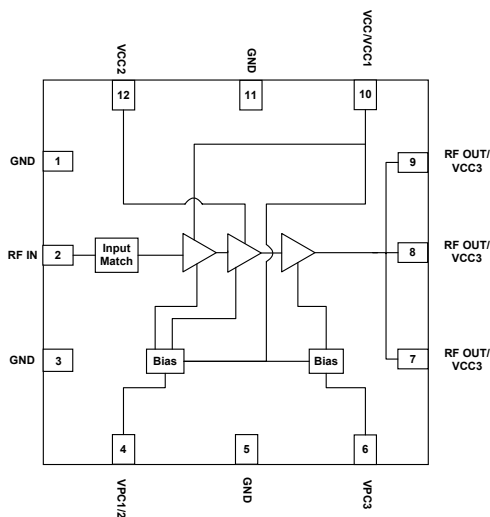 VCC2
GND
VCC/VCC1
12
11
10
GND
1
9
RF OUT/
VCC3
RF IN
2
Input
Match
8
RF OUT/
VCC3
GND
3
Bias
Bias
7
RF OUT/
VCC3
4
5
6
VPC1/2
GND
VPC3